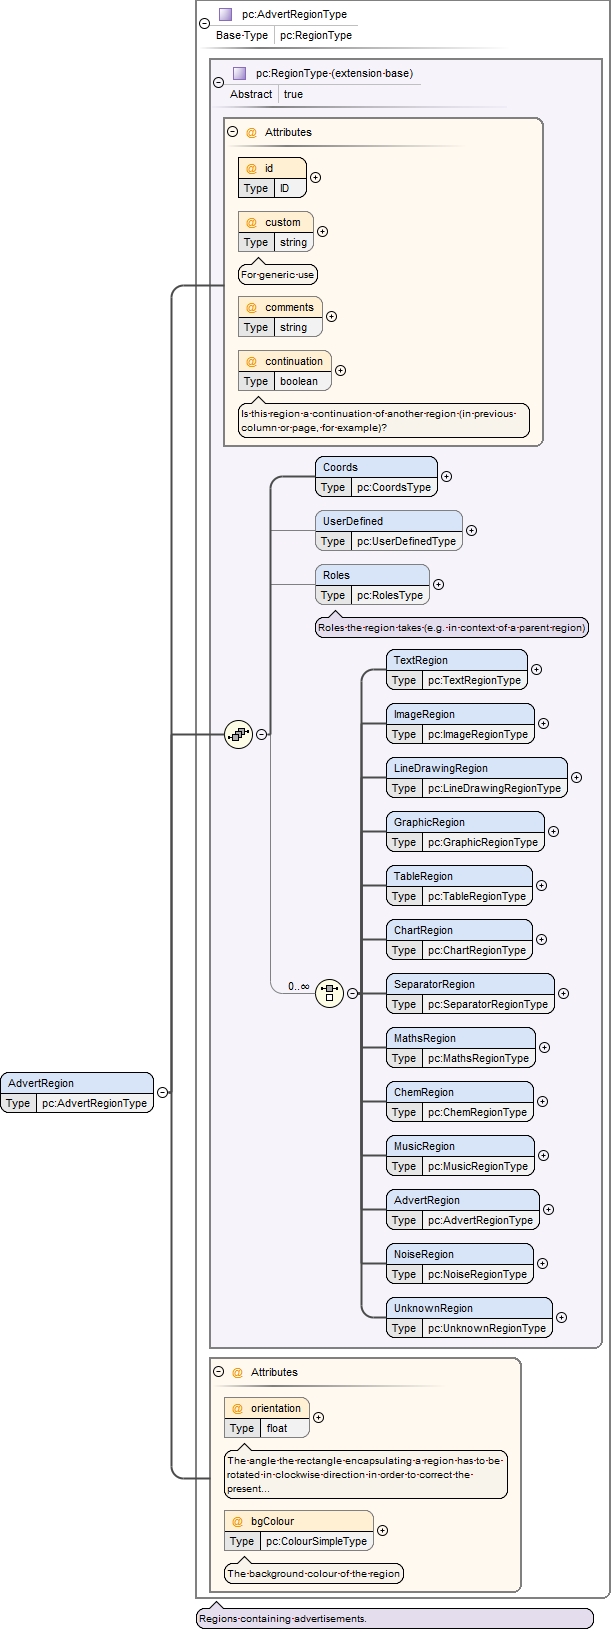 pc:AdvertRegionType
Base-Type pc:RegionType
pc:RegionType-(extension-base)
Abstract true
@ Attributes
@ id
Type ID
@ custom
Type string
For-generic-use
@ comments
Type string
@ continuation
Type boolean
Is-this-region-a-continuation-of-another-region-(in-previous-
column-or-page,-for-example)?
Coords
Type pc:CoordsType
UserDefined
Type pc:UserDefinedType
Roles
Type pc:RolesType
Roles-the-region-takes-(e.g.-in-context-of-a-parent-region)
TextRegion
Type pc:TextRegionType
ImageRegion
Type pc:ImageRegionType
LineDrawingRegion
Type pc:LineDrawingRegionType
GraphicRegion
Type pc:GraphicRegionType
TableRegion
Type pc:TableRegionType
ChartRegion
Type pc:ChartRegionType
0..∞
SeparatorRegion
Type pc:SeparatorRegionType
MathsRegion
Type pc:MathsRegionType
AdvertRegion
Type pc:AdvertRegionType
ChemRegion
Type pc:ChemRegionType
MusicRegion
Type pc:MusicRegionType
AdvertRegion
Type pc:AdvertRegionType
NoiseRegion
Type pc:NoiseRegionType
UnknownRegion
Type pc:UnknownRegionType
@ Attributes
@ orientation
Type float
The-angle-the-rectangle-encapsulating-a-region-has-to-be-
rotated-in-clockwise-direction-in-order-to-correct-the-
present...
@ bgColour
Type pc:ColourSimpleType
The-background-colour-of-the-region
Regions-containing-advertisements.